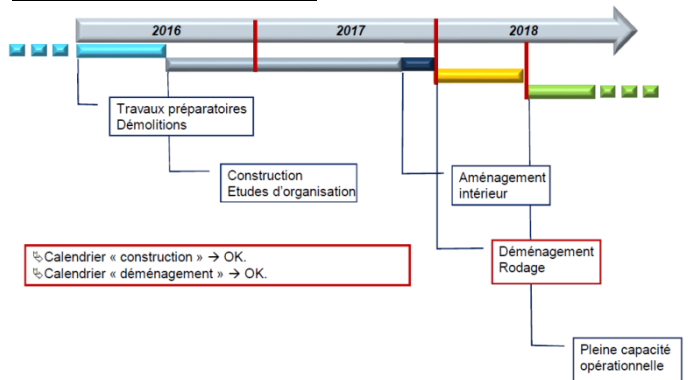 2016
2017
2018
Travaux préparatoires
Démolitions
Construction
Etudes d'organisation
Aménagement
intérieur
Calendrier « construction » → OK.
Calendrier « déménagement » → OK.
Déménagement
Rodage
Pleine capacité
opérationnelle